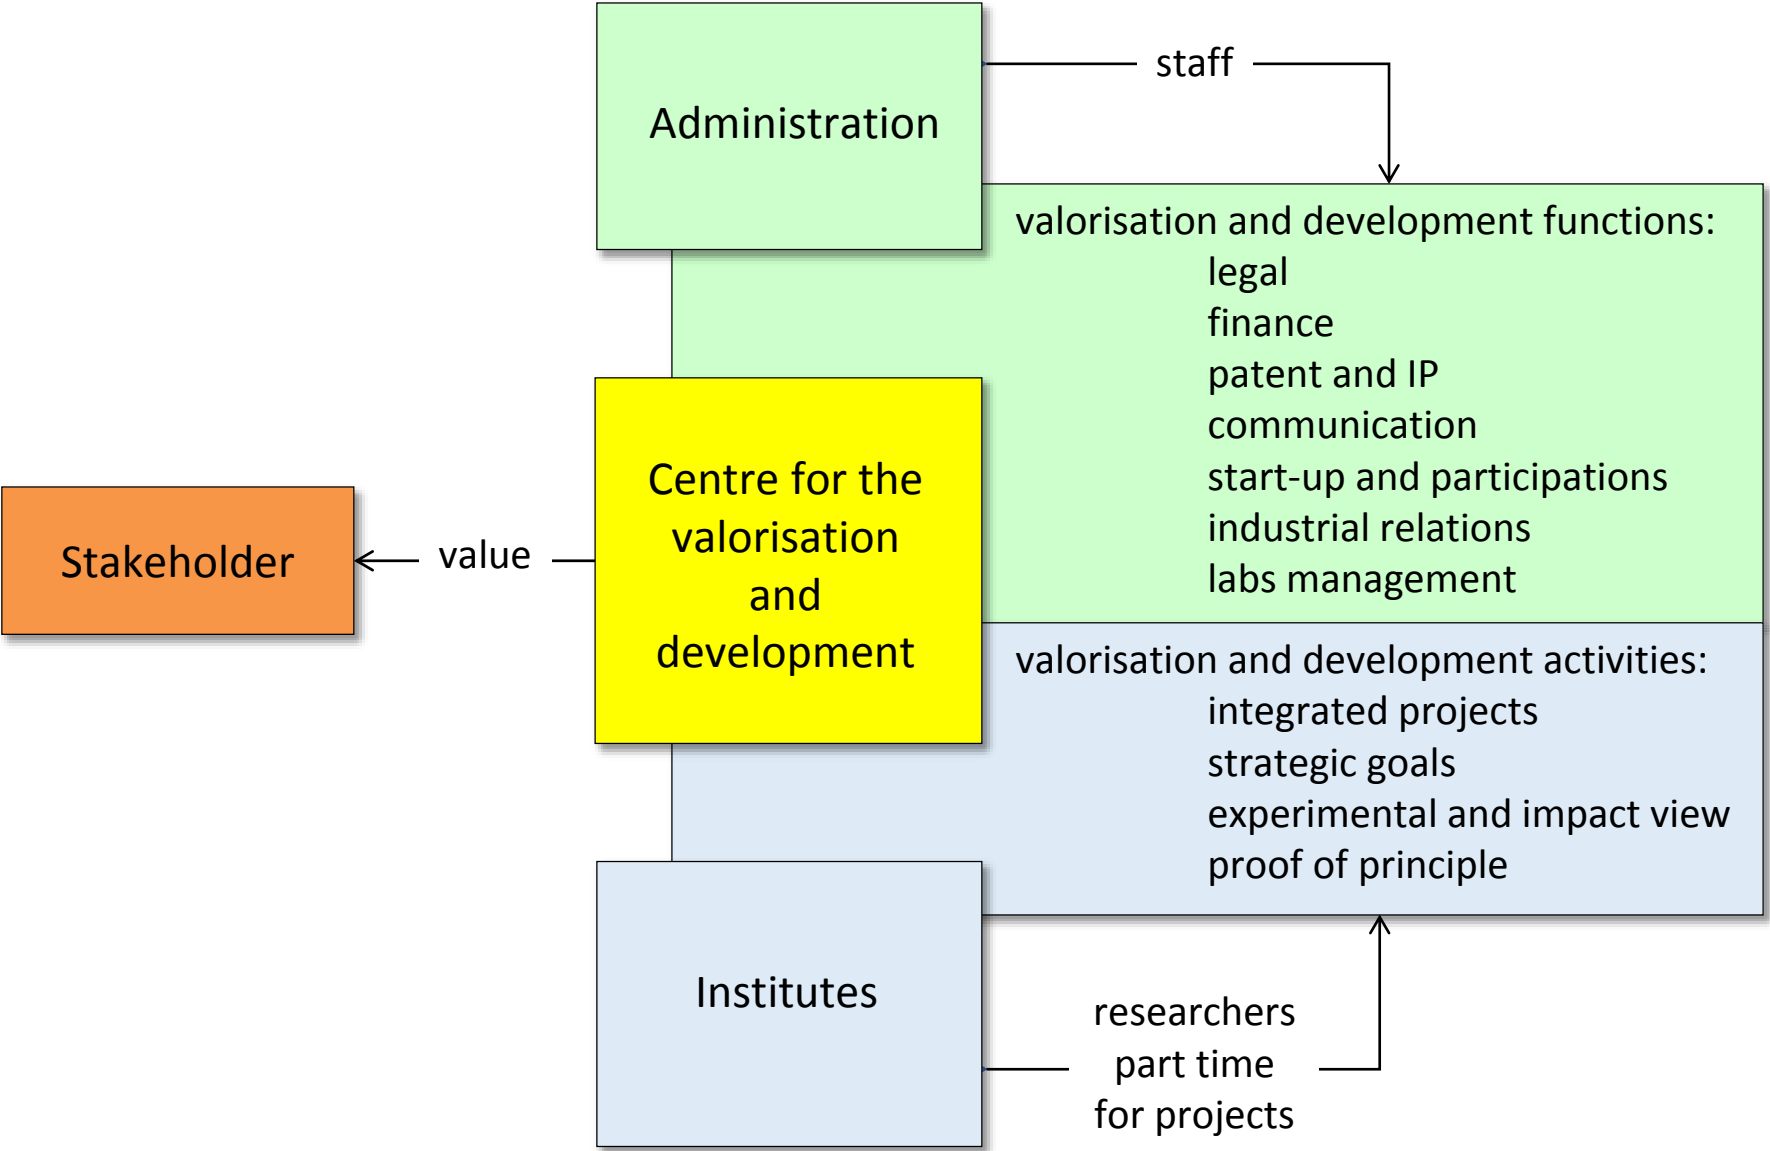 Administration
staff
valorisation and development functions:
legal
finance
patent and IP
communication
start-up and participations
industrial relations
labs management
Centre for the
valorisation
and
development
value
Stakeholder
valorisation and development activities:
integrated projects
strategic goals
experimental and impact view
proof of principle
Institutes
researchers
part time
for projects